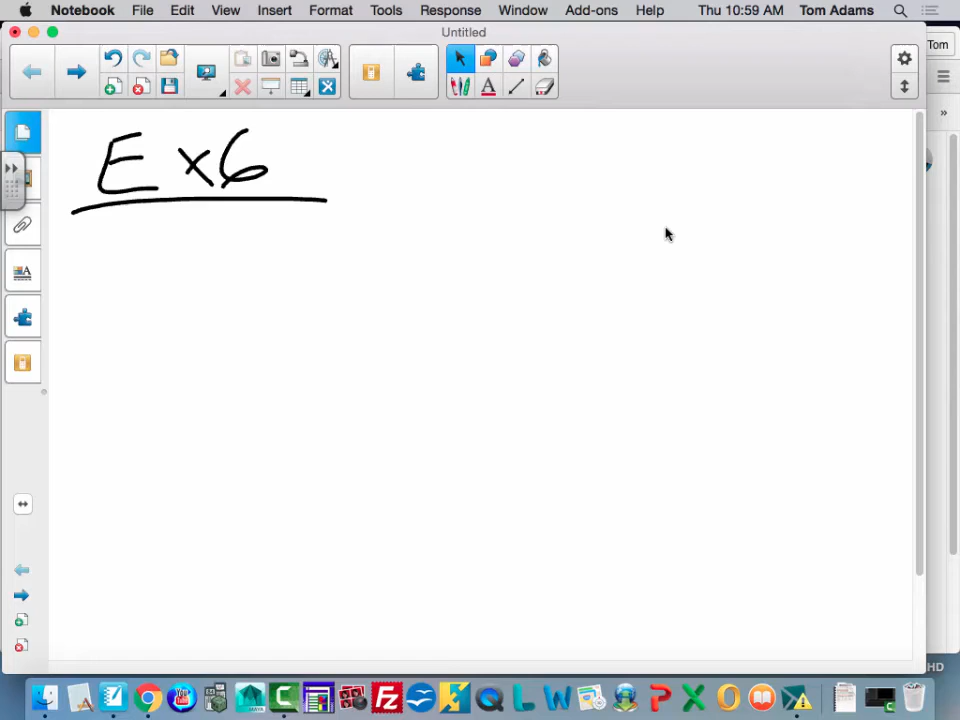 Notebook File Edit View Insert Format Tools Response Window Add-ons Help Thu 10:59 AM Tom Adams
Untitled
Tom
E x6
HD